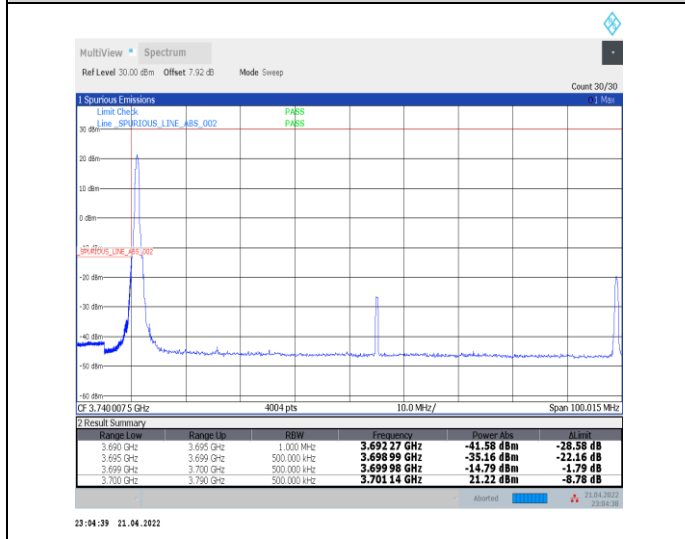 MultiView Spectrum
Ref Level 30.00 dBm Offset 7.92 dB Mode Sweep
Count 30/30
1 Spurious Emissions 1 Max
Limit Check PASS
Line _SPURIOUS_LINE_ABS_002 PASS
30 dBm
20 dBm
10 dBm
0 dBm
-10 dBm
_SPURIOUS_LINE_ABS_002
-20 dBm
-30 dBm
-40 dBm
-50 dBm
-60 dBm
CF 3.7400075 GHz 4004 pts 10.0 MHz/ Span 100.015 MHz
2 Result Summary
Range Low Range Up RBW Frequency Power Abs ΔLimit
3.690 GHz 3.695 GHz 1.000 MHz 3.692 27 GHz -41.58 dBm -28.58 dB
3.695 GHz 3.699 GHz 500.000 kHz 3.698 99 GHz -35.16 dBm -22.16 dB
3.699 GHz 3.700 GHz 500.000 kHz 3.699 98 GHz -14.79 dBm -1.79 dB
3.700 GHz 3.790 GHz 500.000 kHz 3.701 14 GHz 21.22 dBm -8.78 dB
Aborted 21.04.2022
23:04:39
23:04:39 21.04.2022